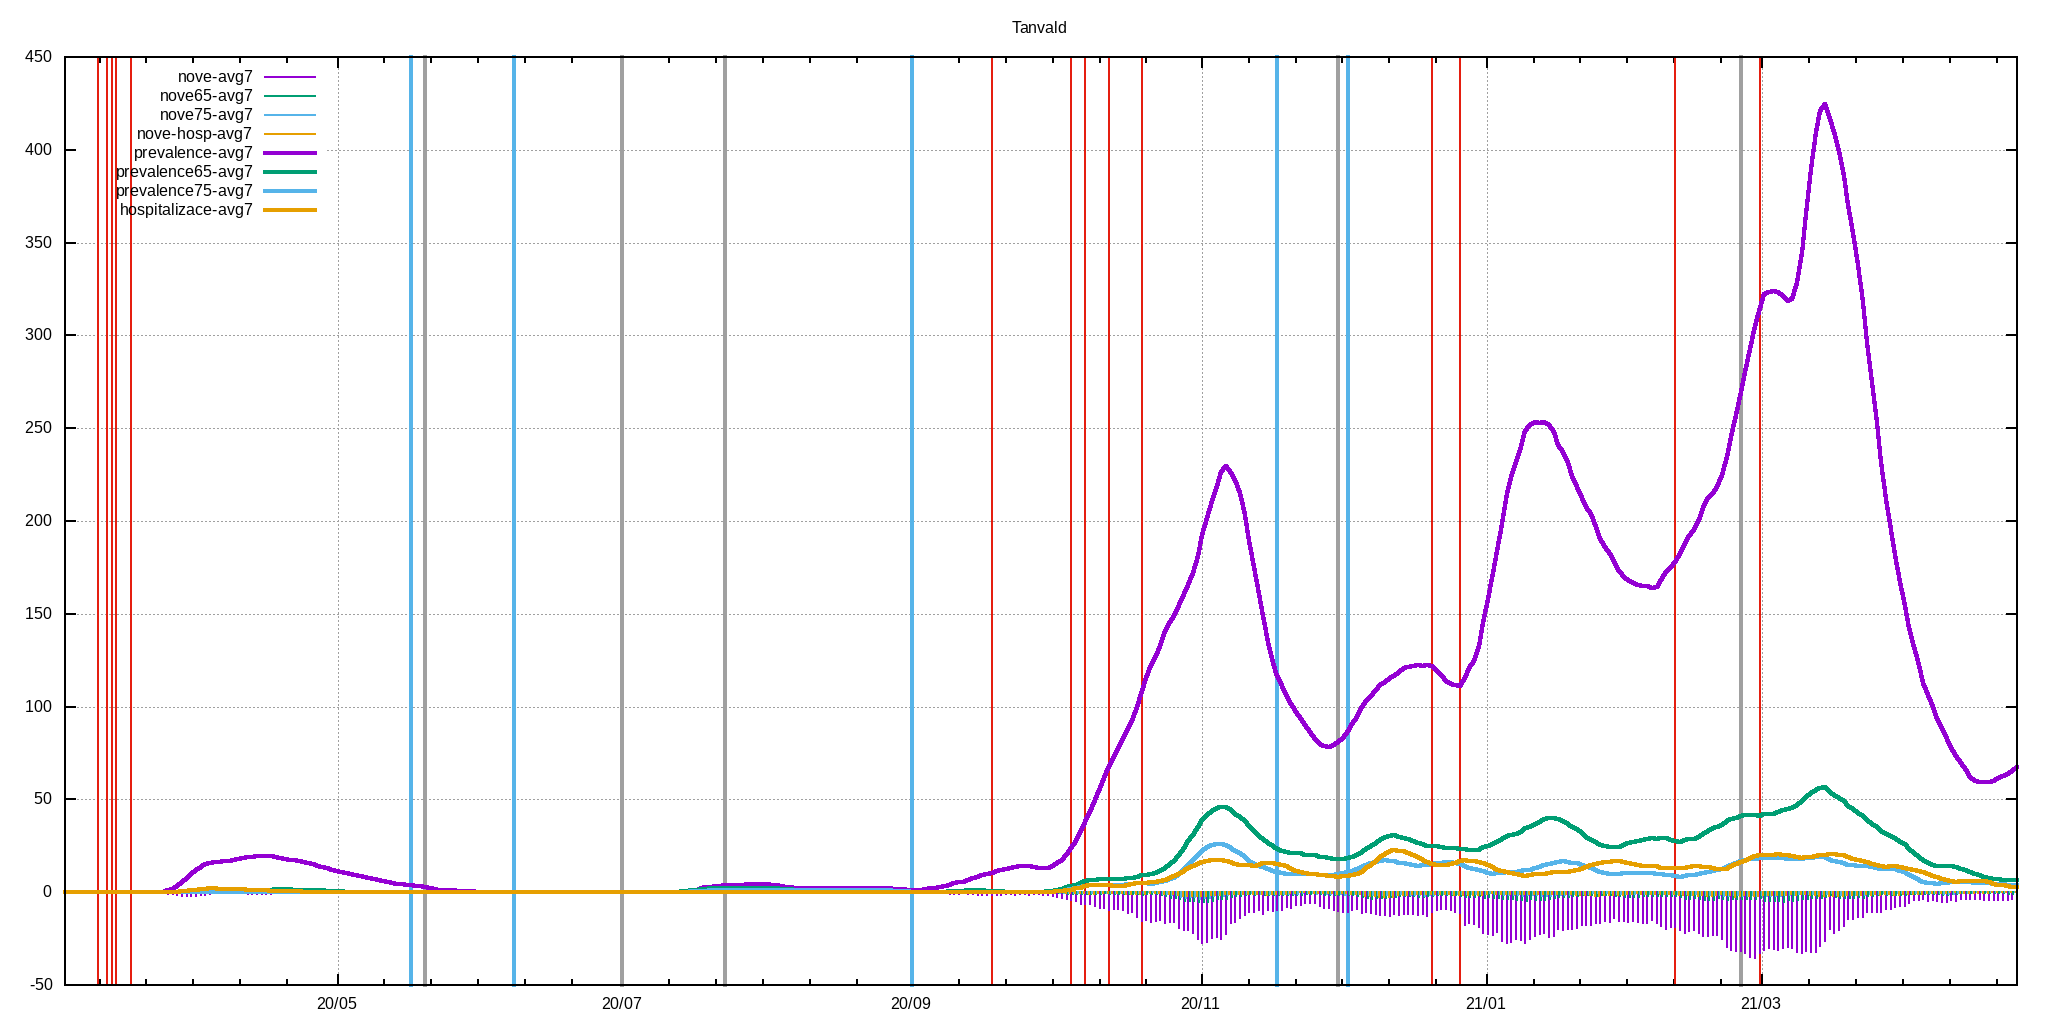 Tanvald
450
400
350
300
250
200
150
100
50
0
-50
nove-avg7
nove65-avg7
nove75-avg7
nove-hosp-avg7
prevalence-avg7
prevalence65-avg7
prevalence75-avg7
hospitalizace-avg7
20/05 20/07 20/09 20/11 21/01 21/03